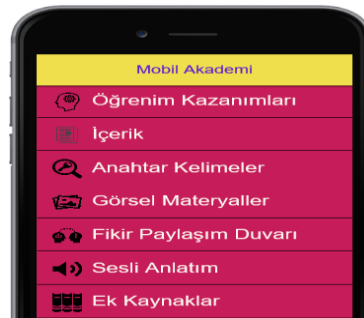 Mobil Akademi
Öğrenim Kazanımları
İçerik
Anahtar Kelimeler
Görsel Materyaller
Fikir Paylaşım Duvarı
Sesli Anlatım
Ek Kaynaklar